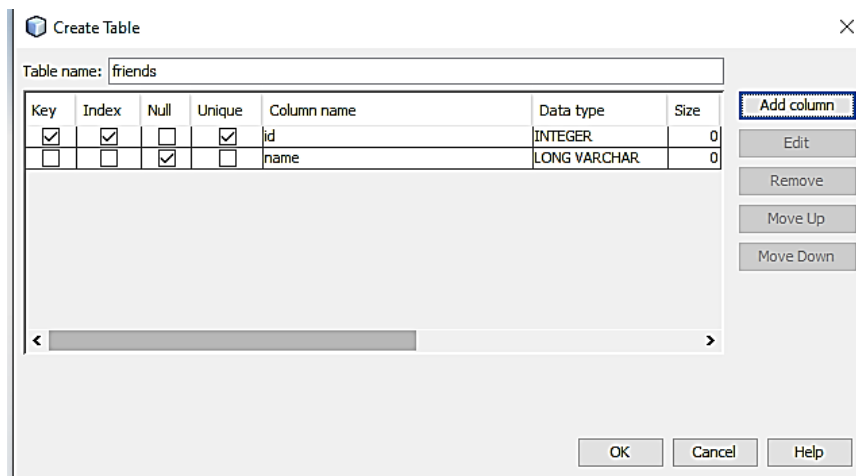 Create Table
Table name: friends
Key Index Null Unique Column name Data type Size
id INTEGER 0
name LONG VARCHAR 0
Add column
Edit
Remove
Move Up
Move Down
OK Cancel Help